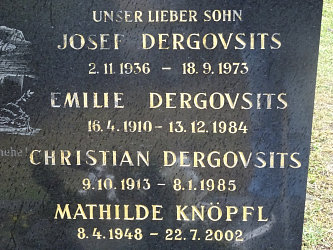 UNSER LIEBER SOHN
JOSEF DERGOVSITS
2.11.1936 – 18.9.1973
EMILIE DERGOVSITS
16.4.1910 – 13.12.1984
CHRISTIAN DERGOVSITS
9.10.1913 – 8.1.1985
MATHILDE KNÖPFL
8.4.1948 – 22.7.2002